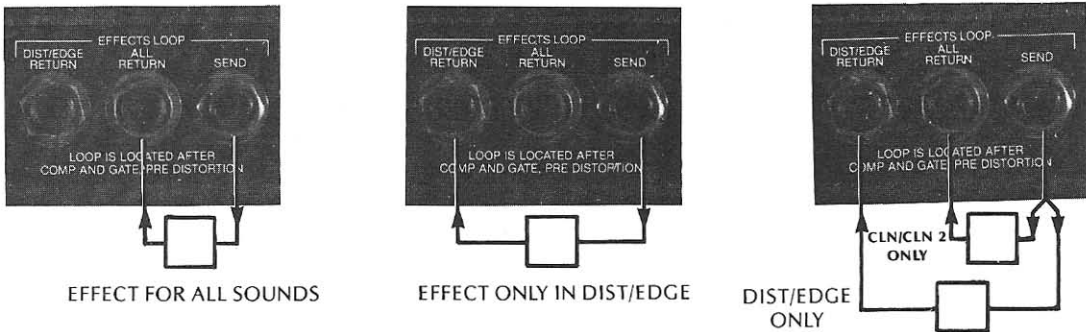 EFFECTS LOOP
DIST/EDGE
RETURN
ALL
RETURN
SEND
LOOP IS LOCATED AFTER
COMP AND GATE, PRE DISTORTION
EFFECT FOR ALL SOUNDS
EFFECTS LOOP
DIST/EDGE
RETURN
ALL
RETURN
SEND
LOOP IS LOCATED AFTER
COMP AND GATE, PRE DISTORTION
EFFECT ONLY IN DIST/EDGE
EFFECTS LOOP
DIST/EDGE
RETURN
ALL
RETURN
SEND
LOOP IS LOCATED AFTER
COMP AND GATE, PRE DISTORTION
CLN/CLN 2
ONLY
DIST/EDGE
ONLY